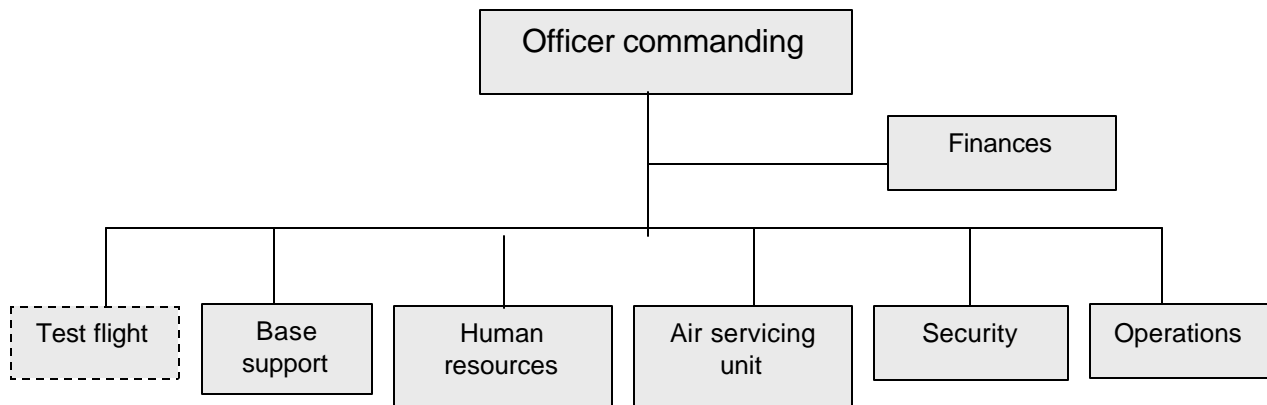 Officer commanding
Finances
Test flight
Base
support
Human
resources
Air servicing
unit
Security
Operations